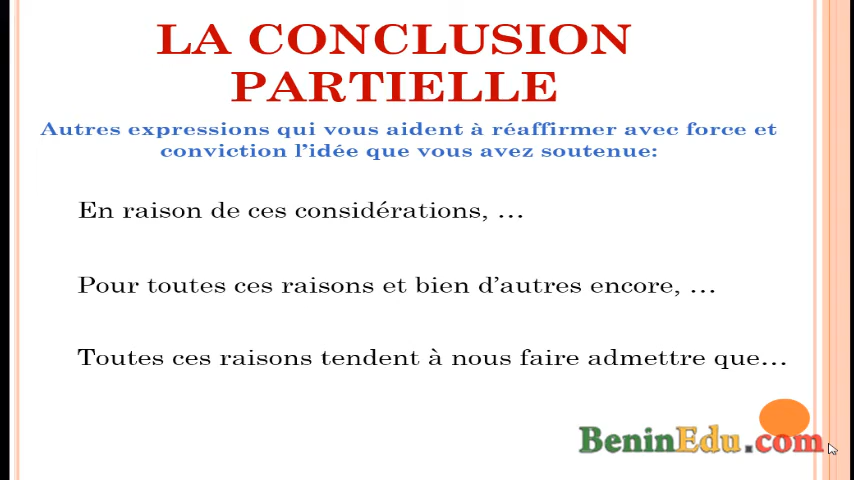 LA CONCLUSION
PARTIELLE
Autres expressions qui vous aident à réaffirmer avec force et
conviction l’idée que vous avez soutenue:
En raison de ces considérations, …
Pour toutes ces raisons et bien d’autres encore, …
Toutes ces raisons tendent à nous faire admettre que…
BeninEdu.com